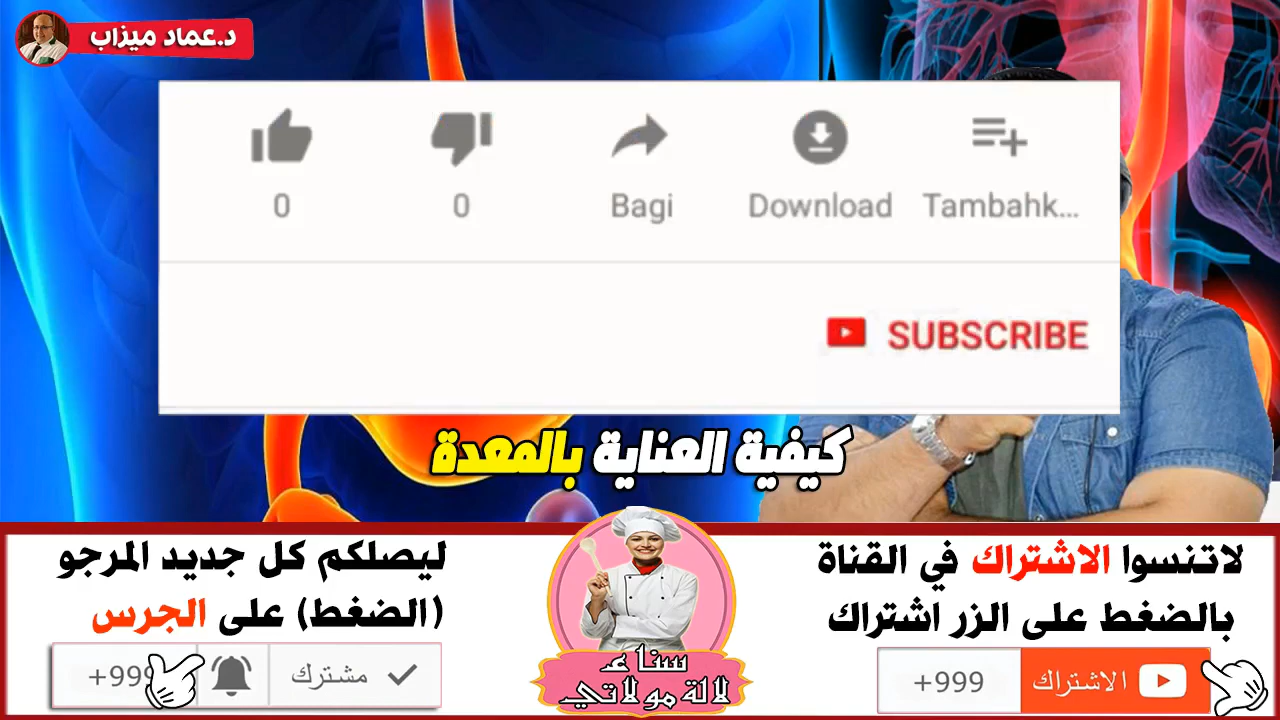 د.عماد ميزاب
0
0
Bagi
Download
Tambahk...
SUBSCRIBE
كيفية العناية بالمعدة
لاتنسوا الاشتراك في القناة
بالضغط على الزر اشتراك
+999
الاشتراك
ليصلكم كل جديد المرجو
(الضغط) على الجرس
+999
مشترك
سناء
لالة مولاتي